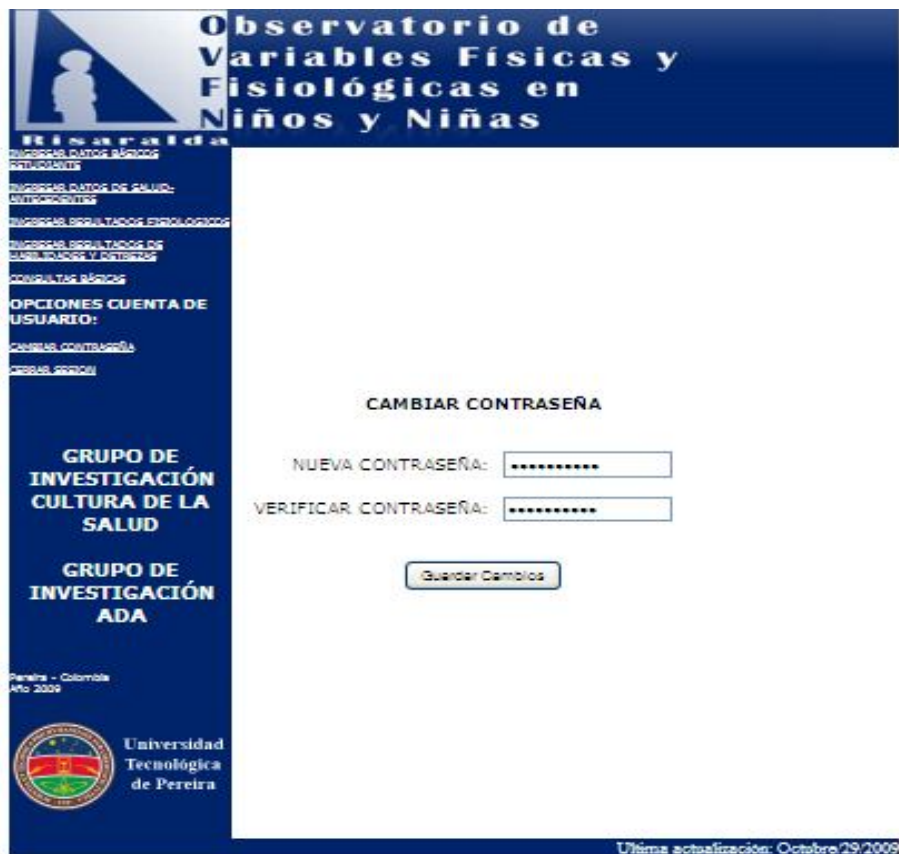 Observatorio de
Variables Físicas y
Fisiológicas en
Niños y Niñas
Risaralda
INGRESAR DATOS BÁSICOS
ESTUDIANTE
INGRESAR DATOS DE SALUD-
ANTECEDENTES
INGRESAR RESULTADOS FISIOLOGICOS
INGRESAR RESULTADOS DE
HABILIDADES Y DETREZAS
CONSULTAS BÁSICAS
OPCIONES CUENTA DE
USUARIO:
CAMBIAR CONTRASEÑA
CERRAR SESION
GRUPO DE
INVESTIGACIÓN
CULTURA DE LA
SALUD
GRUPO DE
INVESTIGACIÓN
ADA
Pereira - Colombia
Año 2009
Universidad
Tecnológica
de Pereira
CAMBIAR CONTRASEÑA
NUEVA CONTRASEÑA: ••••••••••
VERIFICAR CONTRASEÑA: ••••••••••
Guardar Cambios
Ultima actualización: Octubre/29/2009